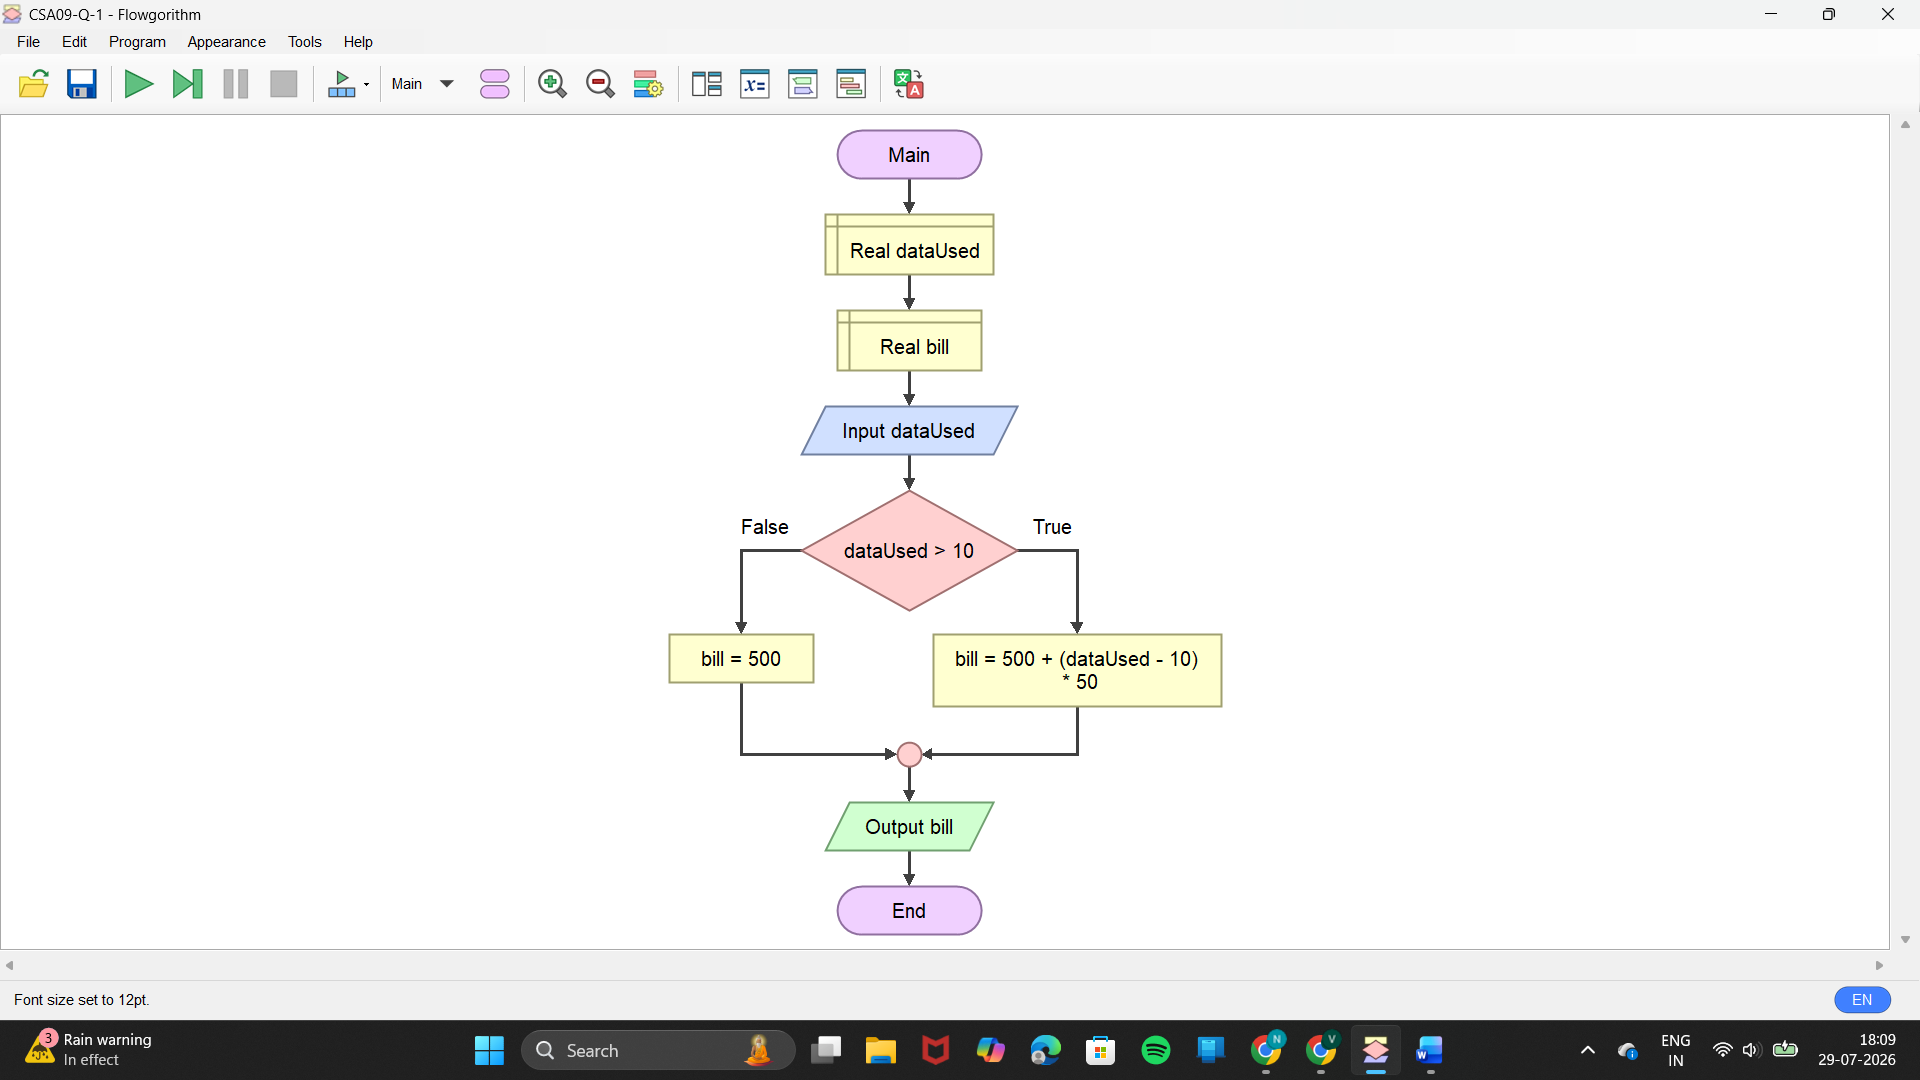 CSA09-Q-1 - Flowgorithm
File Edit Program Appearance Tools Help
Main
x=
文
A
Main
Real dataUsed
Real bill
Input dataUsed
False
True
dataUsed > 10
bill = 500
bill = 500 + (dataUsed - 10)
* 50
Output bill
End
Font size set to 12pt.
EN
3
Rain warning
In effect
Search
N
V
W
ENG
IN
18:09
29-07-2026